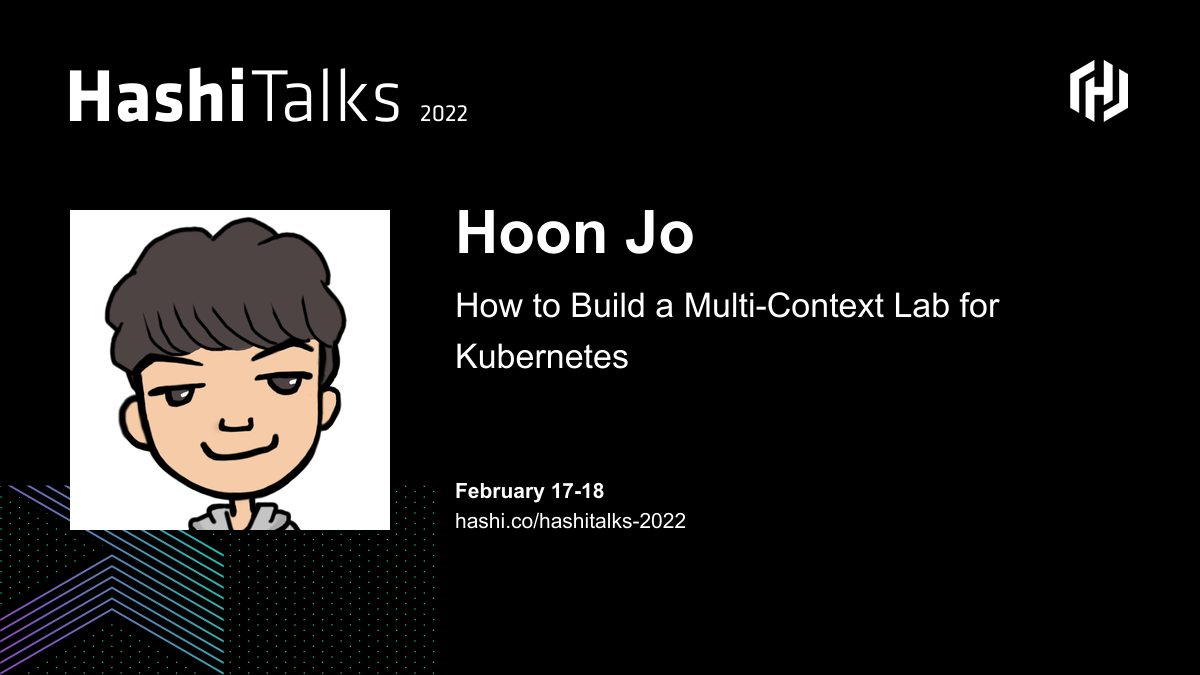 HashiTalks 2022
Hoon Jo
How to Build a Multi-Context Lab for
Kubernetes
February 17-18
hashi.co/hashitalks-2022